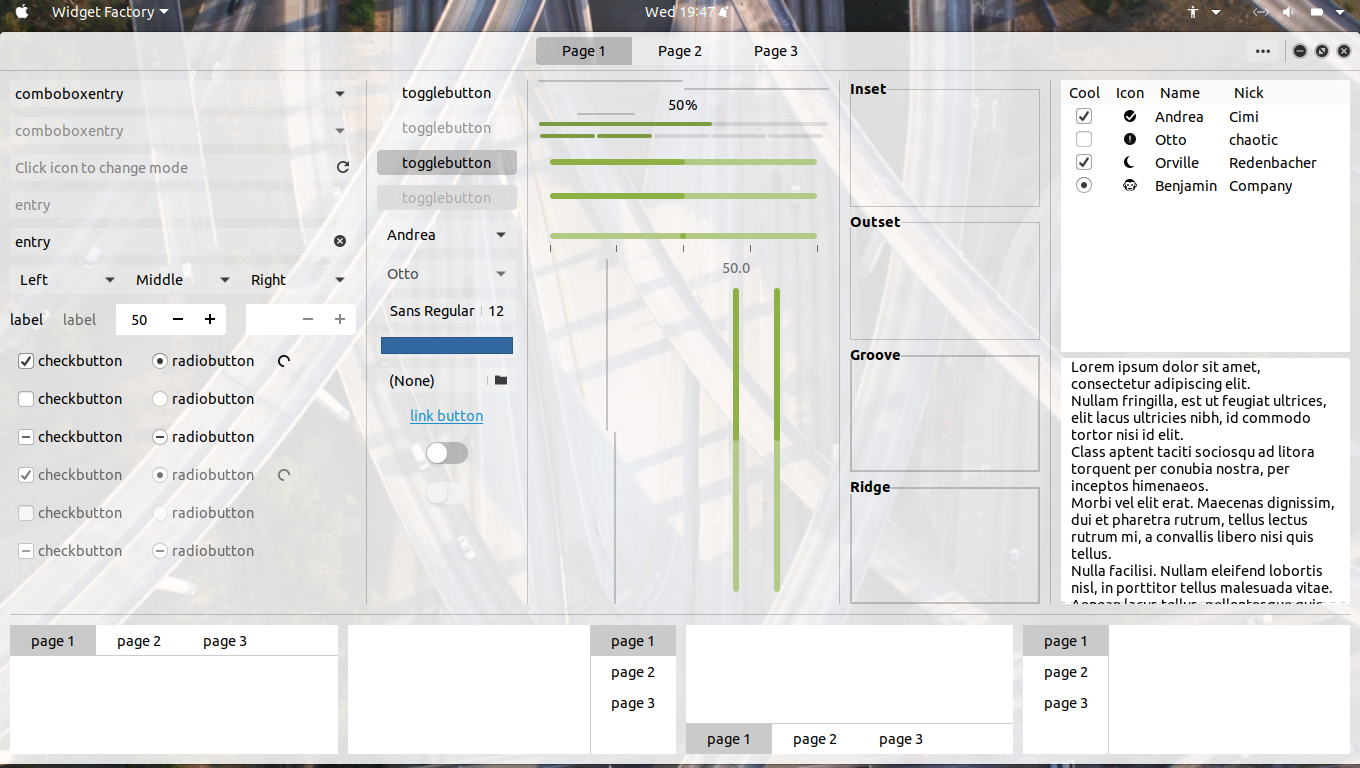 Widget Factory
Wed 19:47
Page 1 Page 2 Page 3
comboboxentry
comboboxentry
Click icon to change mode
entry
entry
Left Middle Right
label label 50
checkbutton radiobutton
checkbutton radiobutton
checkbutton radiobutton
checkbutton radiobutton
checkbutton radiobutton
checkbutton radiobutton
togglebutton
togglebutton
togglebutton
togglebutton
Andrea
Otto
Sans Regular 12
(None)
link button
50%
50.0
Inset
Outset
Groove
Ridge
Cool Icon Name Nick
Andrea Cimi
Otto chaotic
Orville Redenbacher
Benjamin Company
Lorem ipsum dolor sit amet,
consectetur adipiscing elit.
Nullam fringilla, est ut feugiat ultrices,
elit lacus ultricies nibh, id commodo
tortor nisi id elit.
Class aptent taciti sociosqu ad litora
torquent per conubia nostra, per
inceptos himenaeos.
Morbi vel elit erat. Maecenas dignissim,
dui et pharetra rutrum, tellus lectus
rutrum mi, a convallis libero nisi quis
tellus.
Nulla facilisi. Nullam eleifend lobortis
nisl, in porttitor tellus malesuada vitae.
page 1 page 2 page 3
page 1
page 2
page 3
page 1 page 2 page 3
page 1
page 2
page 3